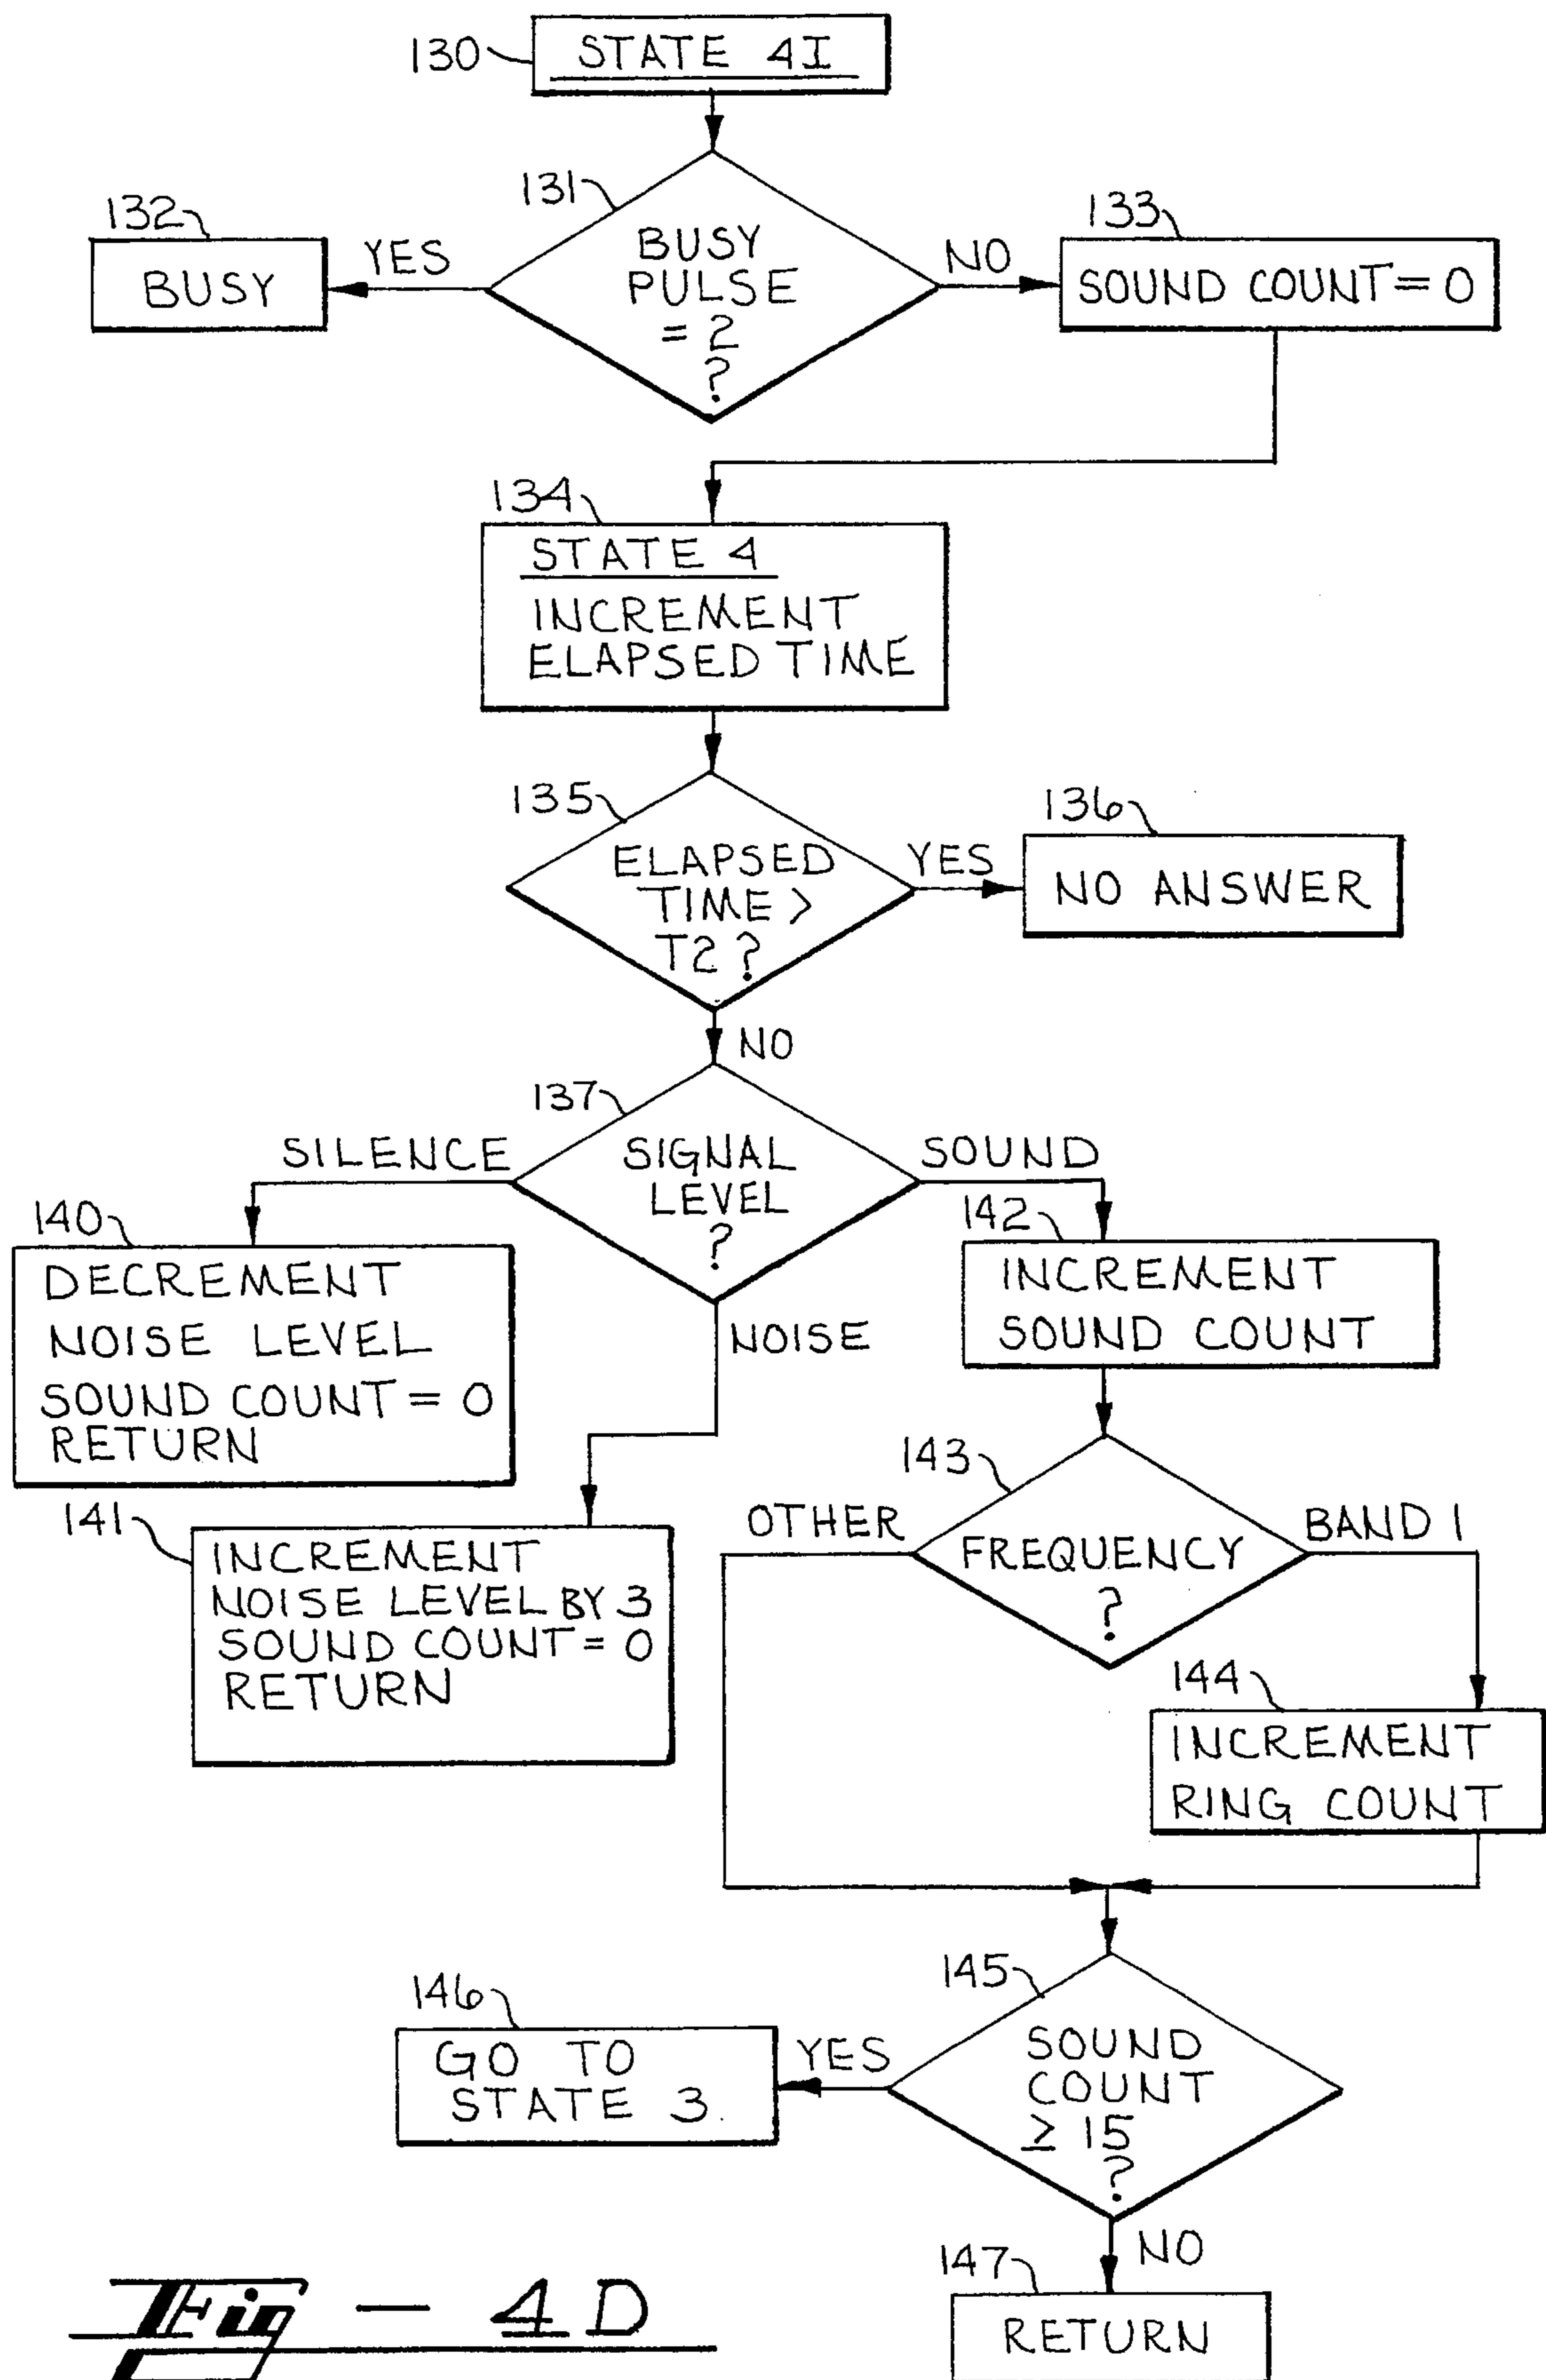 130
STATE 4I
131
132
133
BUSY
PULSE
= 2
?
YES
NO
BUSY
SOUND COUNT = 0
134
STATE 4
INCREMENT
ELAPSED TIME
135
136
ELAPSED
TIME >
T2 ?
YES
NO ANSWER
NO
137
SILENCE
SIGNAL
LEVEL
?
SOUND
140
142
DECREMENT
NOISE LEVEL
SOUND COUNT = 0
RETURN
NOISE
INCREMENT
SOUND COUNT
141
143
INCREMENT
NOISE LEVEL BY 3
SOUND COUNT = 0
RETURN
OTHER
FREQUENCY
?
BAND 1
144
INCREMENT
RING COUNT
145
146
SOUND
COUNT
≥ 15
?
YES
GO TO
STATE 3.
NO
147
RETURN
Fig - 4D